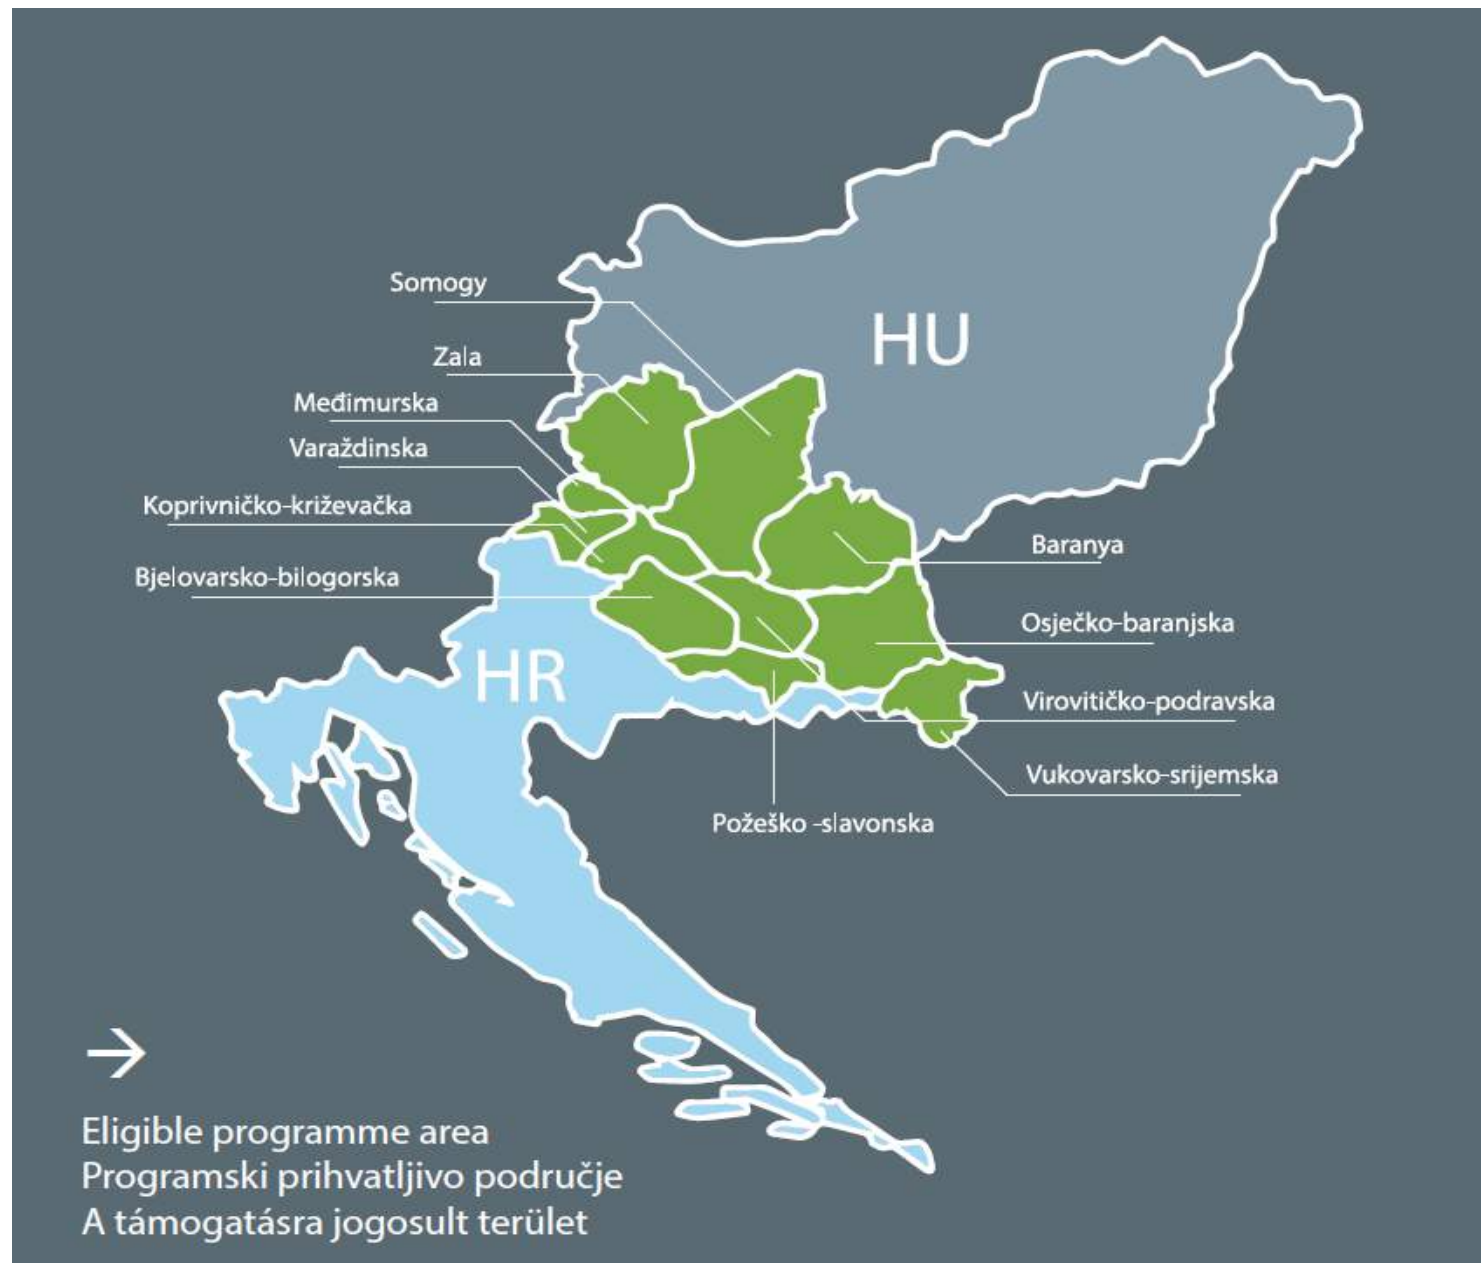 Somogy
HU
Zala
Međimurska
Varaždinska
Koprivničko-križevačka
Baranya
Bjelovarsko-bilogorska
Osječko-baranjska
HR
Virovitičko-podravska
Vukovarsko-srijemska
Požeško -slavonska
→
Eligible programme area
Programski prihvatljivo područje
A támogatásra jogosult terület